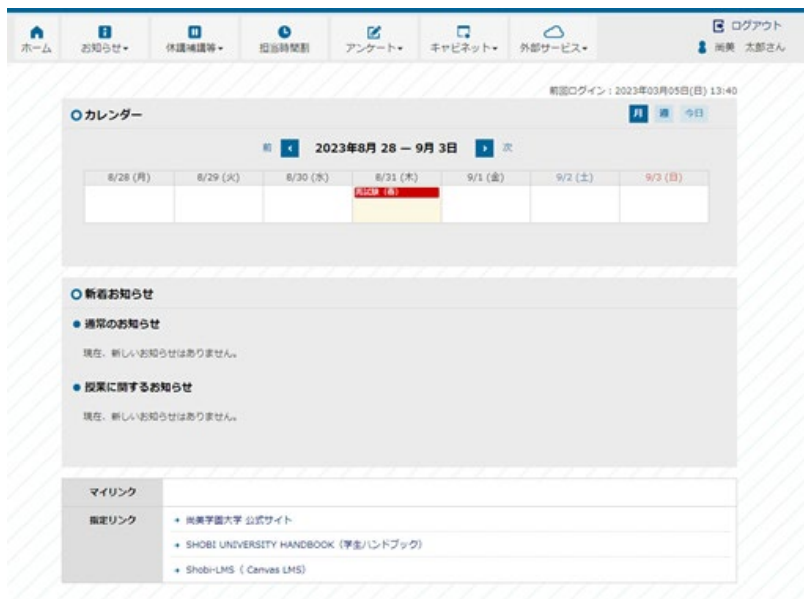 ホーム
お知らせ
休講補講等
担当時間割
アンケート
キャビネット
外部サービス
ログアウト
尚美 太郎さん
前回ログイン：2023年03月05日(日) 13:40
カレンダー
月 週 今日
前 2023年8月 28 — 9月 3日 次
8/28 (月) 8/29 (火) 8/30 (水) 8/31 (木) 9/1 (金) 9/2 (土) 9/3 (日)
再試験（春）
新着お知らせ
通常のお知らせ
現在、新しいお知らせはありません。
授業に関するお知らせ
現在、新しいお知らせはありません。
マイリンク
指定リンク
尚美学園大学 公式サイト
SHOBI UNIVERSITY HANDBOOK（学生ハンドブック）
Shobi-LMS（ Canvas LMS）